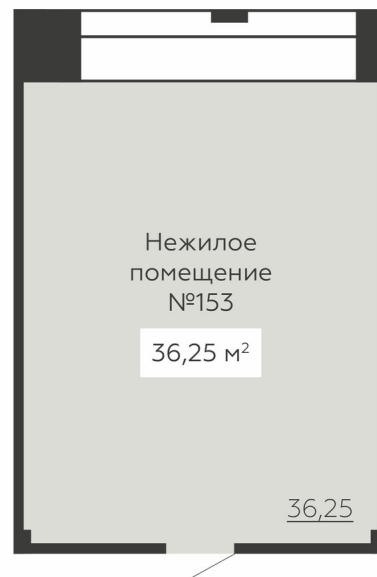 Нежилое
помещение
№153
36,25 м²
36,25